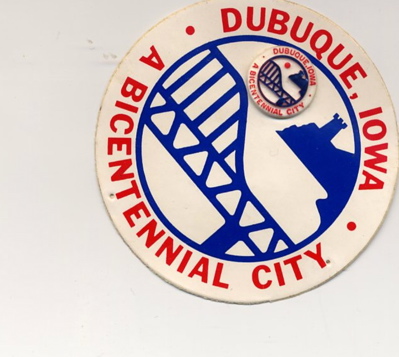 DUBUQUE, IOWA
A BICENTENNIAL CITY
DUBUQUE, IOWA
A BICENTENNIAL CITY